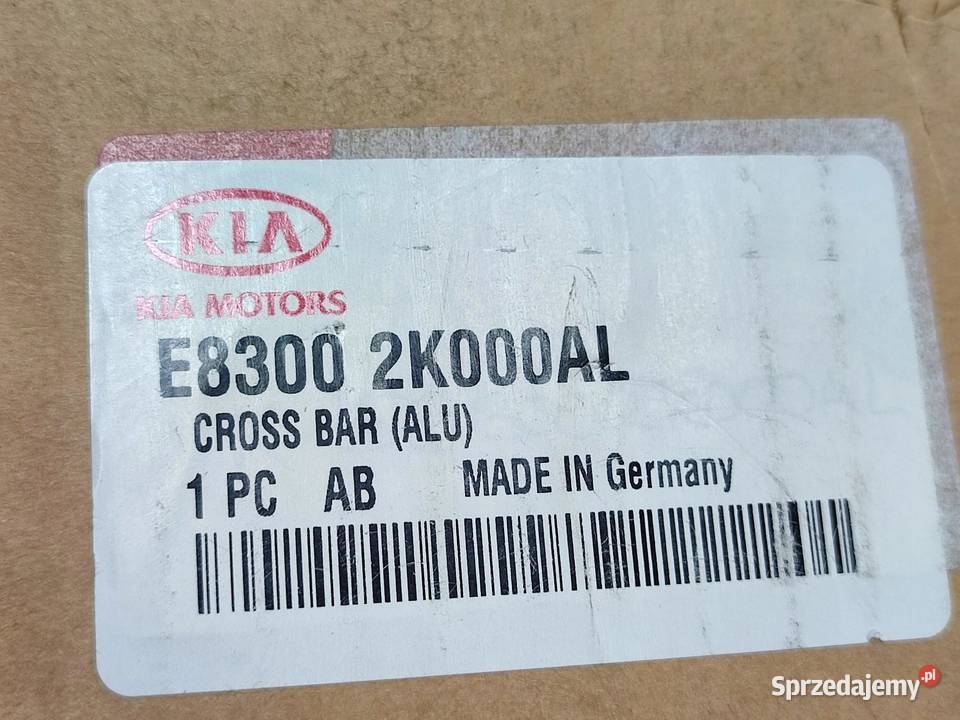 KIA
KIA MOTORS
E8300 2K000AL
CROSS BAR (ALU)
1 PC AB MADE IN Germany
Sprzedajemy.pl